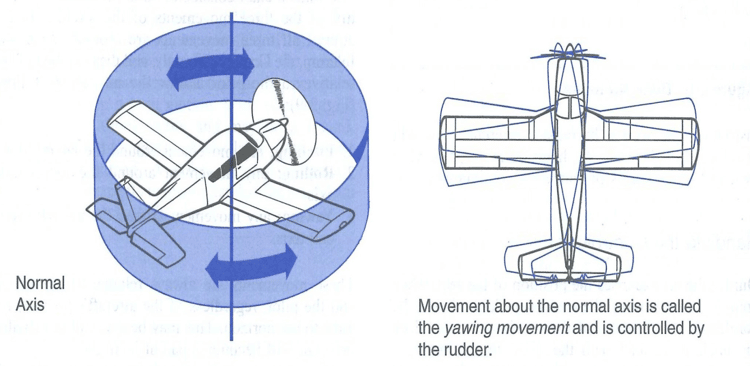 Normal
Axis
Movement about the normal axis is called
the yawing movement and is controlled by
the rudder.